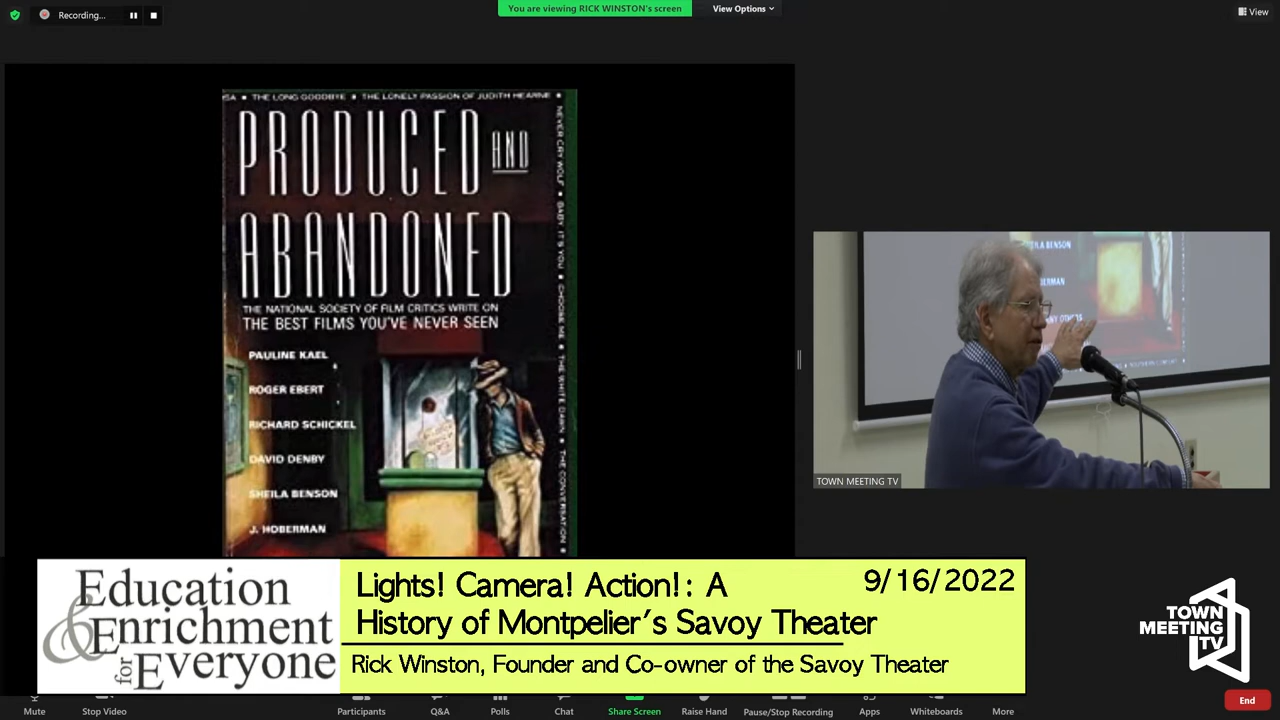 Recording...
You are viewing RICK WINSTON's screen
View Options
View
SA ● THE LONG GOODBYE ● THE LONELY PASSION OF JUDITH HEARNE ●
NEVER CRY WOLF ● BABY, IT'S YOU ● CHOOSE ME ● THE WHITE DAWN ● THE CONVERSATION ●
PRODUCED AND
ABANDONED
THE NATIONAL SOCIETY OF FILM CRITICS WRITE ON
THE BEST FILMS YOU'VE NEVER SEEN
PAULINE KAEL
ROGER EBERT
RICHARD SCHICKEL
DAVID DENBY
SHEILA BENSON
J. HOBERMAN
BENSON
ERMAN
OTHERS
TOWN MEETING TV
Education
& Enrichment
for Everyone
Lights! Camera! Action!: A
History of Montpelier's Savoy Theater
9/16/2022
Rick Winston, Founder and Co-owner of the Savoy Theater
TOWN
MEETING
TV
Mute
Stop Video
Participants
Q&A
Polls
Chat
Share Screen
Raise Hand
Pause/Stop Recording
Apps
Whiteboards
More
End